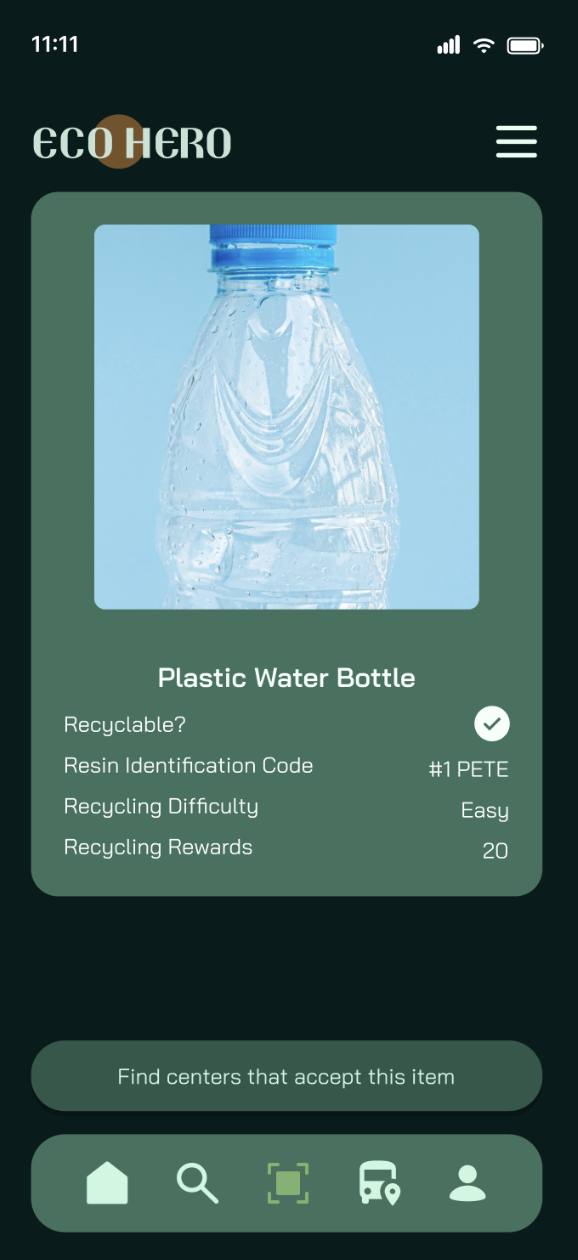 11:11
ECO HERO
Plastic Water Bottle
Recyclable?
Resin Identification Code #1 PETE
Recycling Difficulty Easy
Recycling Rewards 20
Find centers that accept this item